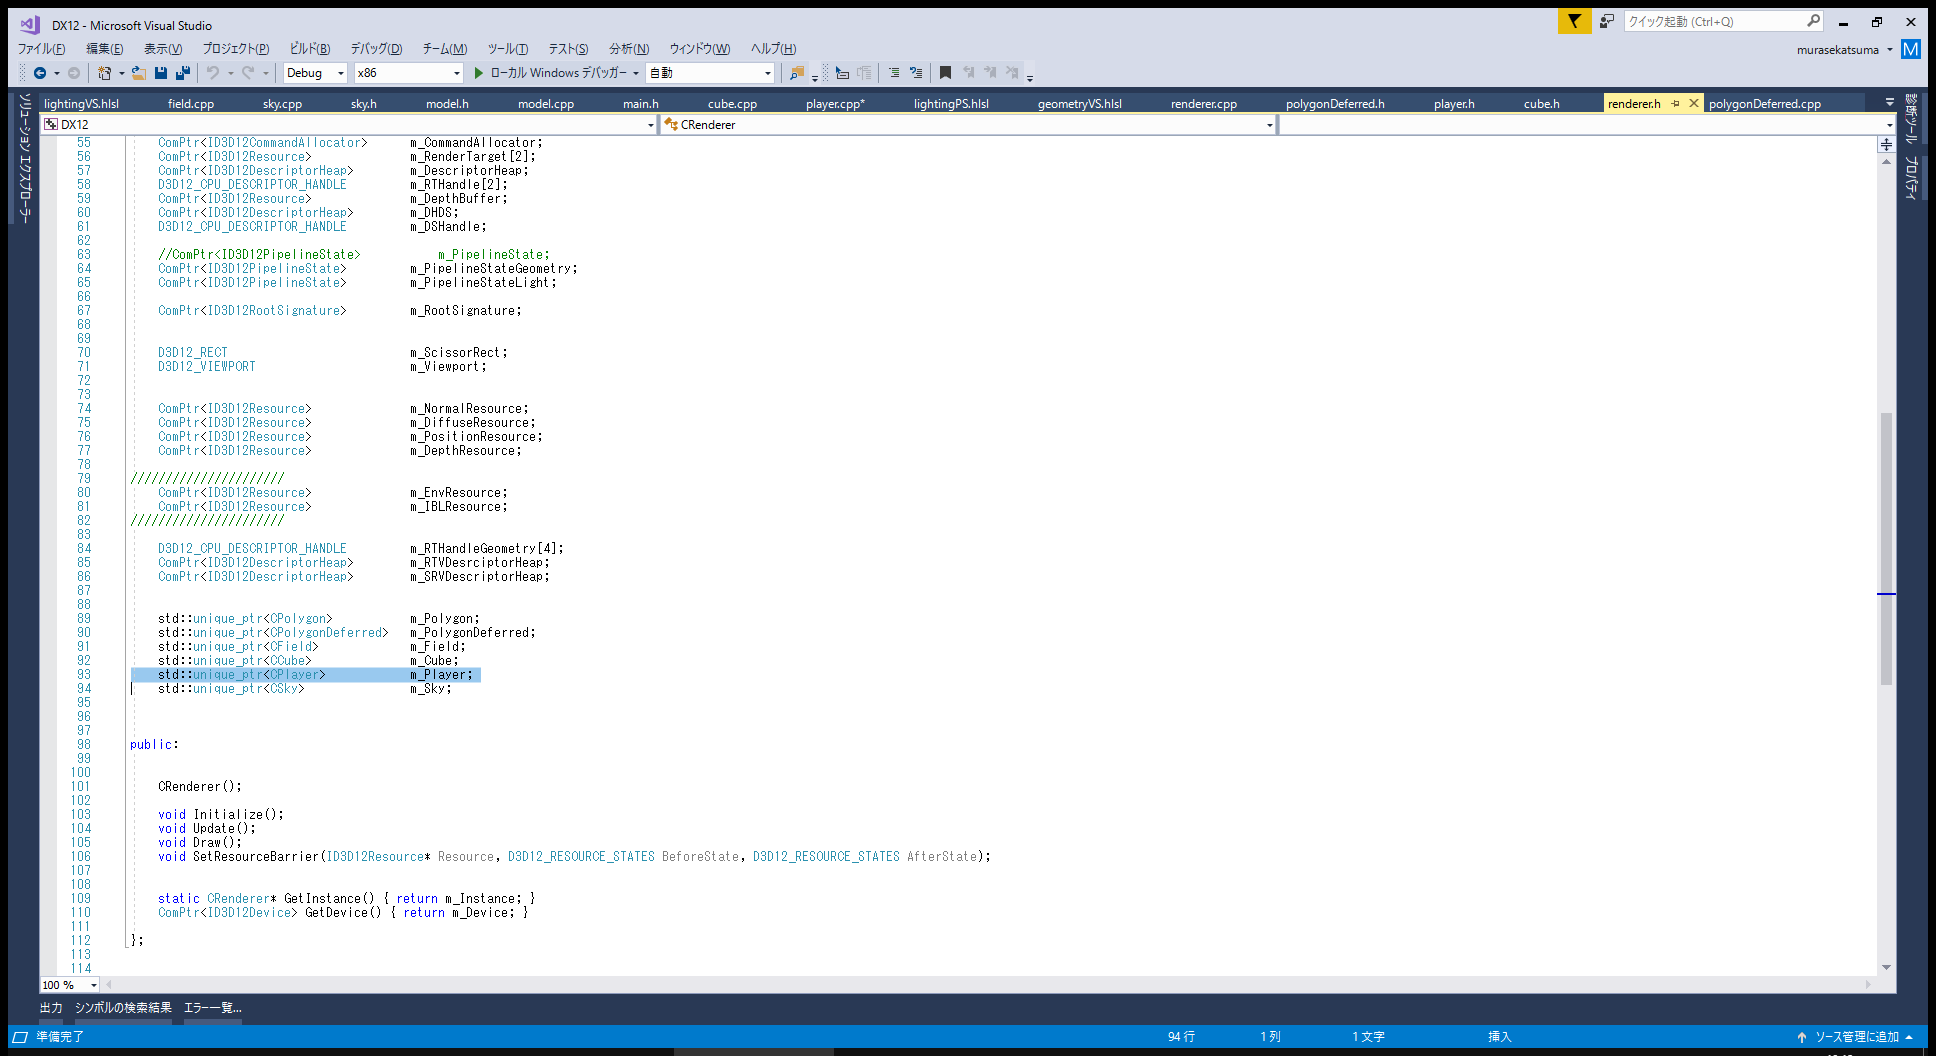 DX12 - Microsoft Visual Studio
クイック起動 (Ctrl+Q)
ファイル(F) 編集(E) 表示(V) プロジェクト(P) ビルド(B) デバッグ(D) チーム(M) ツール(T) テスト(S) 分析(N) ウィンドウ(W) ヘルプ(H)
murasekatsuma M
Debug x86 ローカル Windows デバッガー 自動
ソリューション エクスプローラー
診断ツール
プロパティ
lightingVS.hlsl field.cpp sky.cpp sky.h model.h model.cpp main.h cube.cpp player.cpp* lightingPS.hlsl geometryVS.hlsl renderer.cpp polygonDeferred.h player.h cube.h renderer.h polygonDeferred.cpp
DX12 CRenderer
55 ComPtr<ID3D12CommandAllocator> m_CommandAllocator;
56 ComPtr<ID3D12Resource> m_RenderTarget[2];
57 ComPtr<ID3D12DescriptorHeap> m_DescriptorHeap;
58 D3D12_CPU_DESCRIPTOR_HANDLE m_RTHandle[2];
59 ComPtr<ID3D12Resource> m_DepthBuffer;
60 ComPtr<ID3D12DescriptorHeap> m_DHDS;
61 D3D12_CPU_DESCRIPTOR_HANDLE m_DSHandle;
62
63 //ComPtr<ID3D12PipelineState> m_PipelineState;
64 ComPtr<ID3D12PipelineState> m_PipelineStateGeometry;
65 ComPtr<ID3D12PipelineState> m_PipelineStateLight;
66
67 ComPtr<ID3D12RootSignature> m_RootSignature;
68
69
70 D3D12_RECT m_ScissorRect;
71 D3D12_VIEWPORT m_Viewport;
72
73
74 ComPtr<ID3D12Resource> m_NormalResource;
75 ComPtr<ID3D12Resource> m_DiffuseResource;
76 ComPtr<ID3D12Resource> m_PositionResource;
77 ComPtr<ID3D12Resource> m_DepthResource;
78
79 //////////////////////
80 ComPtr<ID3D12Resource> m_EnvResource;
81 ComPtr<ID3D12Resource> m_IBLResource;
82 //////////////////////
83
84 D3D12_CPU_DESCRIPTOR_HANDLE m_RTHandleGeometry[4];
85 ComPtr<ID3D12DescriptorHeap> m_RTVDesrciptorHeap;
86 ComPtr<ID3D12DescriptorHeap> m_SRVDescriptorHeap;
87
88
89 std::unique_ptr<CPolygon> m_Polygon;
90 std::unique_ptr<CPolygonDeferred> m_PolygonDeferred;
91 std::unique_ptr<CField> m_Field;
92 std::unique_ptr<CCube> m_Cube;
93 std::unique_ptr<CPlayer> m_Player;
94 std::unique_ptr<CSky> m_Sky;
95
96
97
98 public:
99
100
101 CRenderer();
102
103 void Initialize();
104 void Update();
105 void Draw();
106 void SetResourceBarrier(ID3D12Resource* Resource, D3D12_RESOURCE_STATES BeforeState, D3D12_RESOURCE_STATES AfterState);
107
108
109 static CRenderer* GetInstance() { return m_Instance; }
110 ComPtr<ID3D12Device> GetDevice() { return m_Device; }
111
112 };
113
114
100 %
出力 シンボルの検索結果 エラー一覧...
準備完了 94 行 1 列 1 文字 挿入 ソース管理に追加